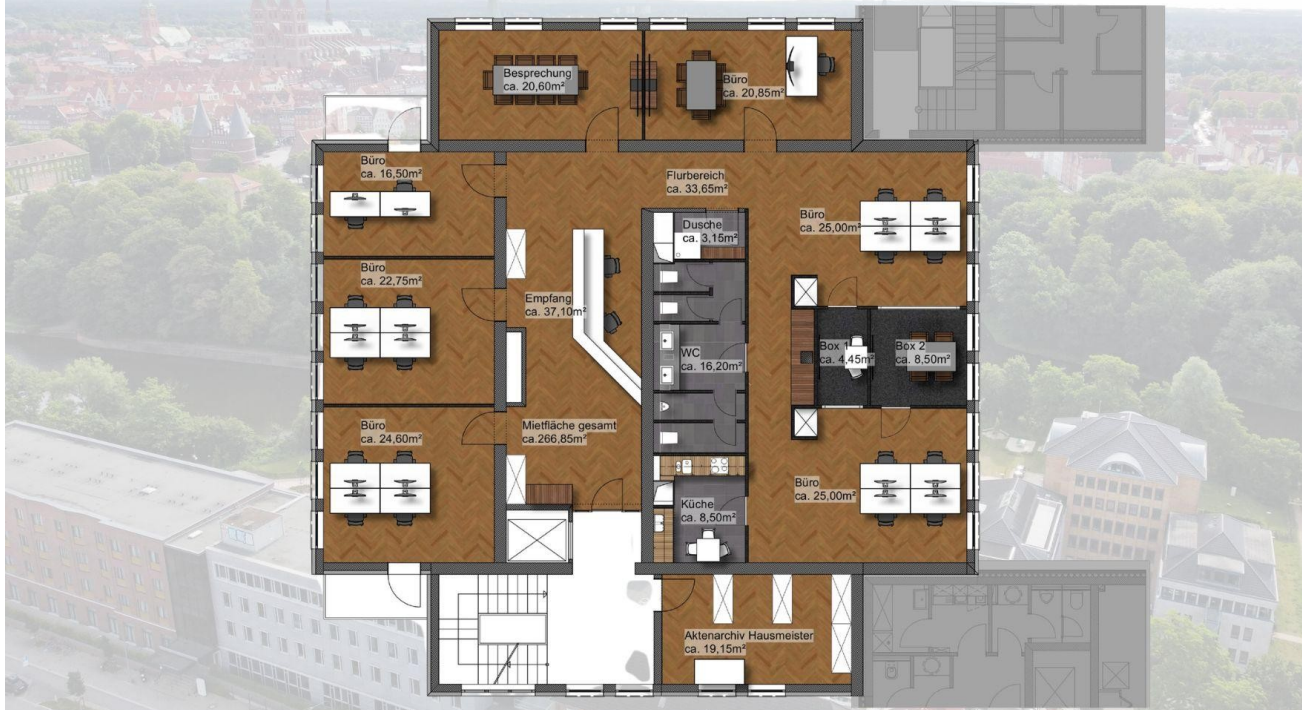 Besprechung
ca. 20,60m²
Büro
ca. 20,85m²
Büro
ca. 16,50m²
Flurbereich
ca. 33,65m²
Büro
ca. 25,00m²
Dusche
ca. 3,15m²
Büro
ca. 22,75m²
Empfang
ca. 37,10m²
WC
ca. 16,20m²
Box 1
ca. 4,45m²
Box 2
ca. 8,50m²
Büro
ca. 24,60m²
Mietfläche gesamt
ca.266,85m²
Büro
ca. 25,00m²
Küche
ca. 8,50m²
Aktenarchiv Hausmeister
ca. 19,15m²